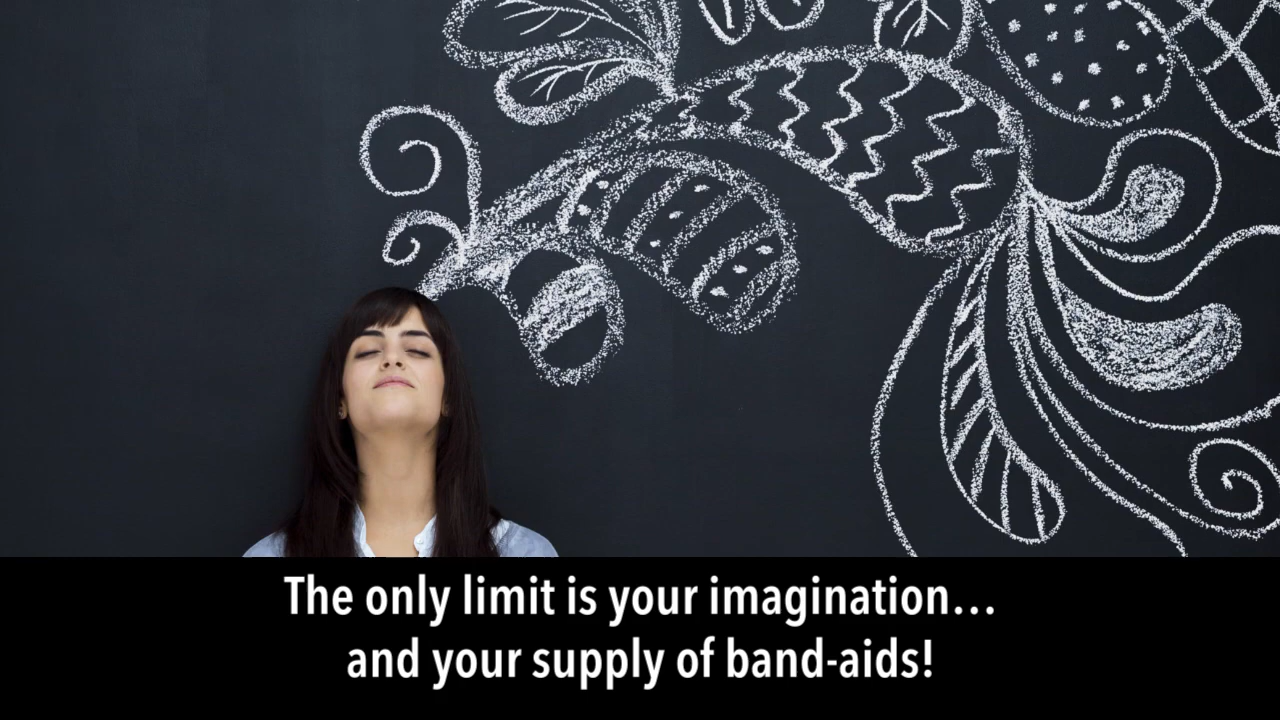 The only limit is your imagination…
and your supply of band-aids!